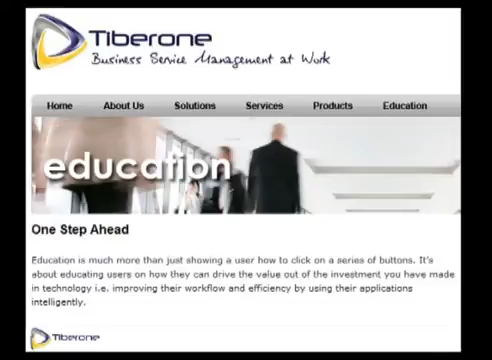 Tiberone
Business Service Management at Work
Home About Us Solutions Services Products Education
education
One Step Ahead
Education is much more than just showing a user how to click on a series of buttons. It's
about educating users on how they can drive the value out of the investment you have made
in technology i.e. improving their workflow and efficiency by using their applications
intelligently.
Tiberone